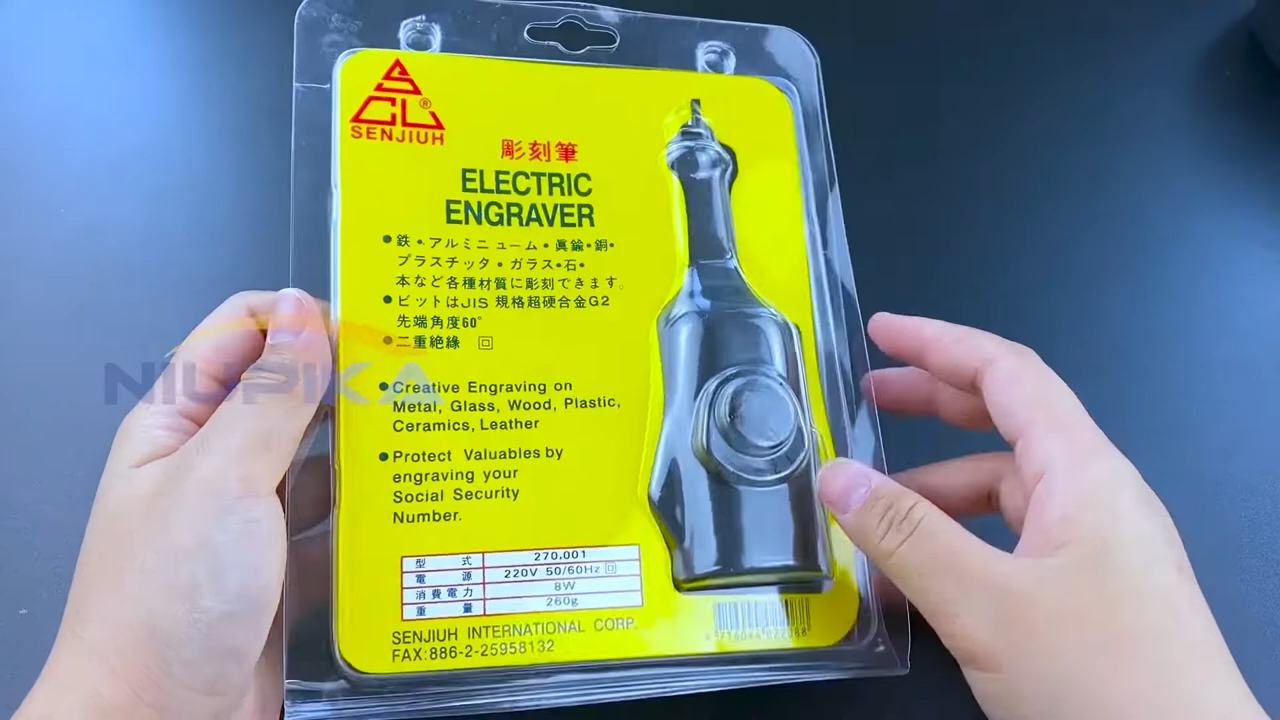 SCL®
SENJIUH
彫刻筆
ELECTRIC
ENGRAVER
●鉄・アルミニューム・眞鍮・銅・
プラスチッタ・ガラス・石・
本など各種材質に彫刻できます。
●ビットはJIS 規格超硬合金G2
先端角度60°
●二重絶緣 回
●Creative Engraving on
Metal, Glass, Wood, Plastic,
Ceramics, Leather
●Protect Valuables by
engraving your
Social Security
Number.
型式 270.001
電源 220V 50/60Hz 回
消費電力 8W
重量 260g
SENJIUH INTERNATIONAL CORP.
FAX:886-2-25958132
NIUPIKA